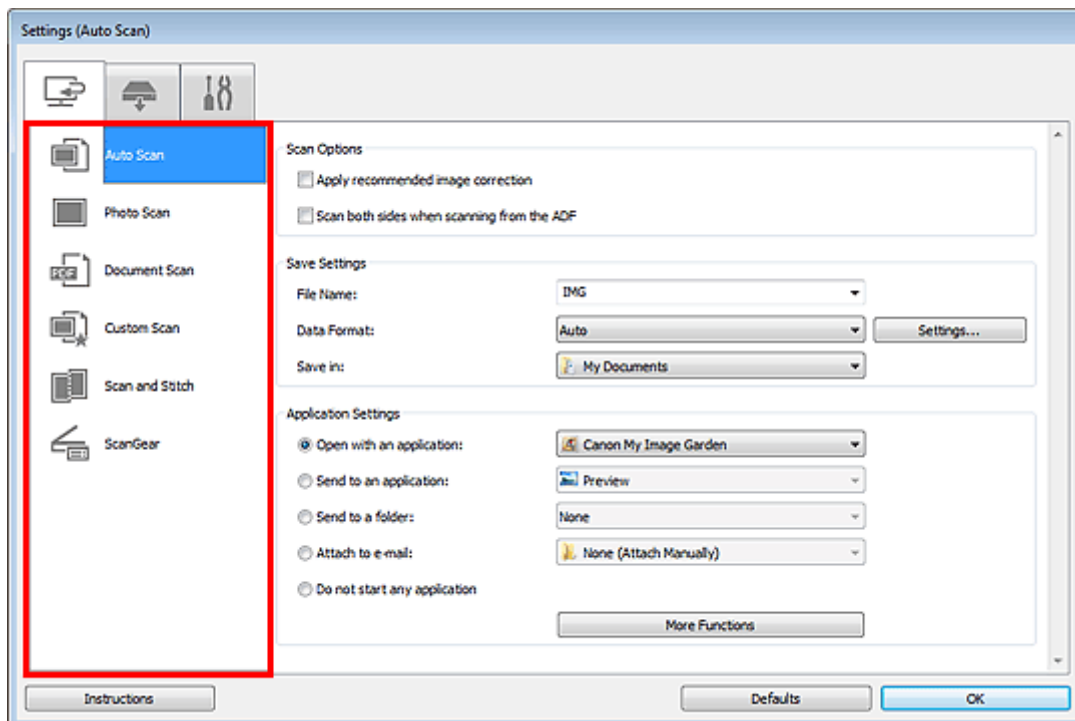 Settings (Auto Scan)
Auto Scan
Photo Scan
PDF
Document Scan
Custom Scan
Scan and Stitch
ScanGear
Scan Options
Apply recommended image correction
Scan both sides when scanning from the ADF
Save Settings
File Name: IMG
Data Format: Auto Settings...
Save in: My Documents
Application Settings
Open with an application: Canon My Image Garden
Send to an application: Preview
Send to a folder: None
Attach to e-mail: None (Attach Manually)
Do not start any application
More Functions
Instructions Defaults OK